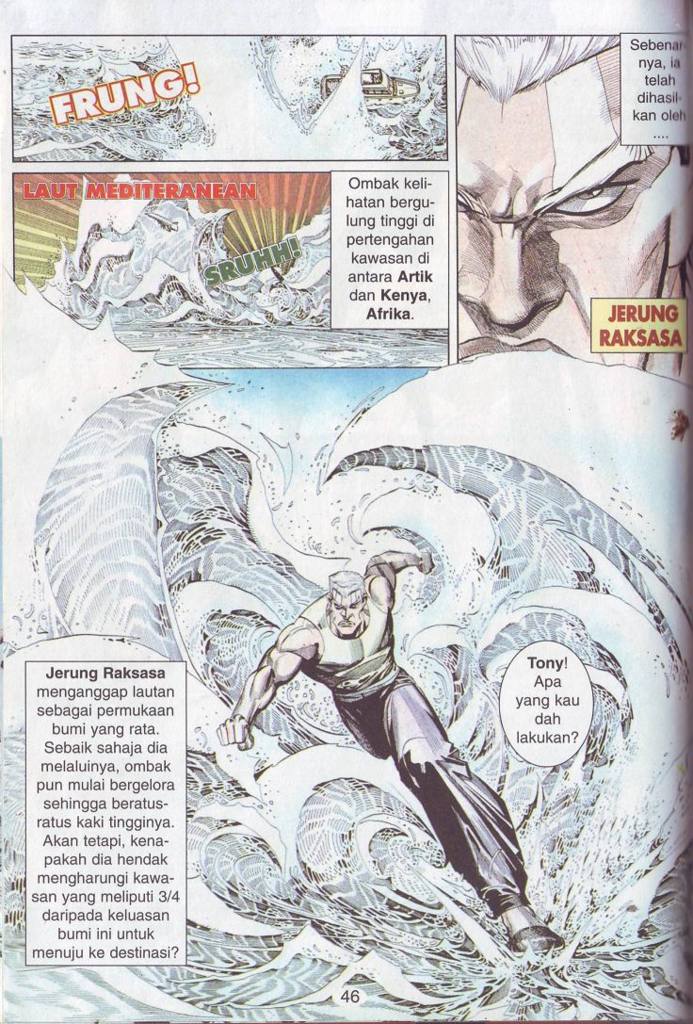 FRUNG!
LAUT MEDITERANEAN
SRUHH!
Ombak keli-
hatan bergu-
lung tinggi di
pertengahan
kawasan di
antara Artik
dan Kenya,
Afrika.
Sebenar
nya, ia
telah
dihasil-
kan oleh
....
JERUNG
RAKSASA
Jerung Raksasa
menganggap lautan
sebagai permukaan
bumi yang rata.
Sebaik sahaja dia
melaluinya, ombak
pun mulai bergelora
sehingga beratus-
ratus kaki tingginya.
Akan tetapi, kena-
pakah dia hendak
mengharungi kawa-
san yang meliputi 3/4
daripada keluasan
bumi ini untuk
menuju ke destinasi?
Tony!
Apa
yang kau
dah
lakukan?
46